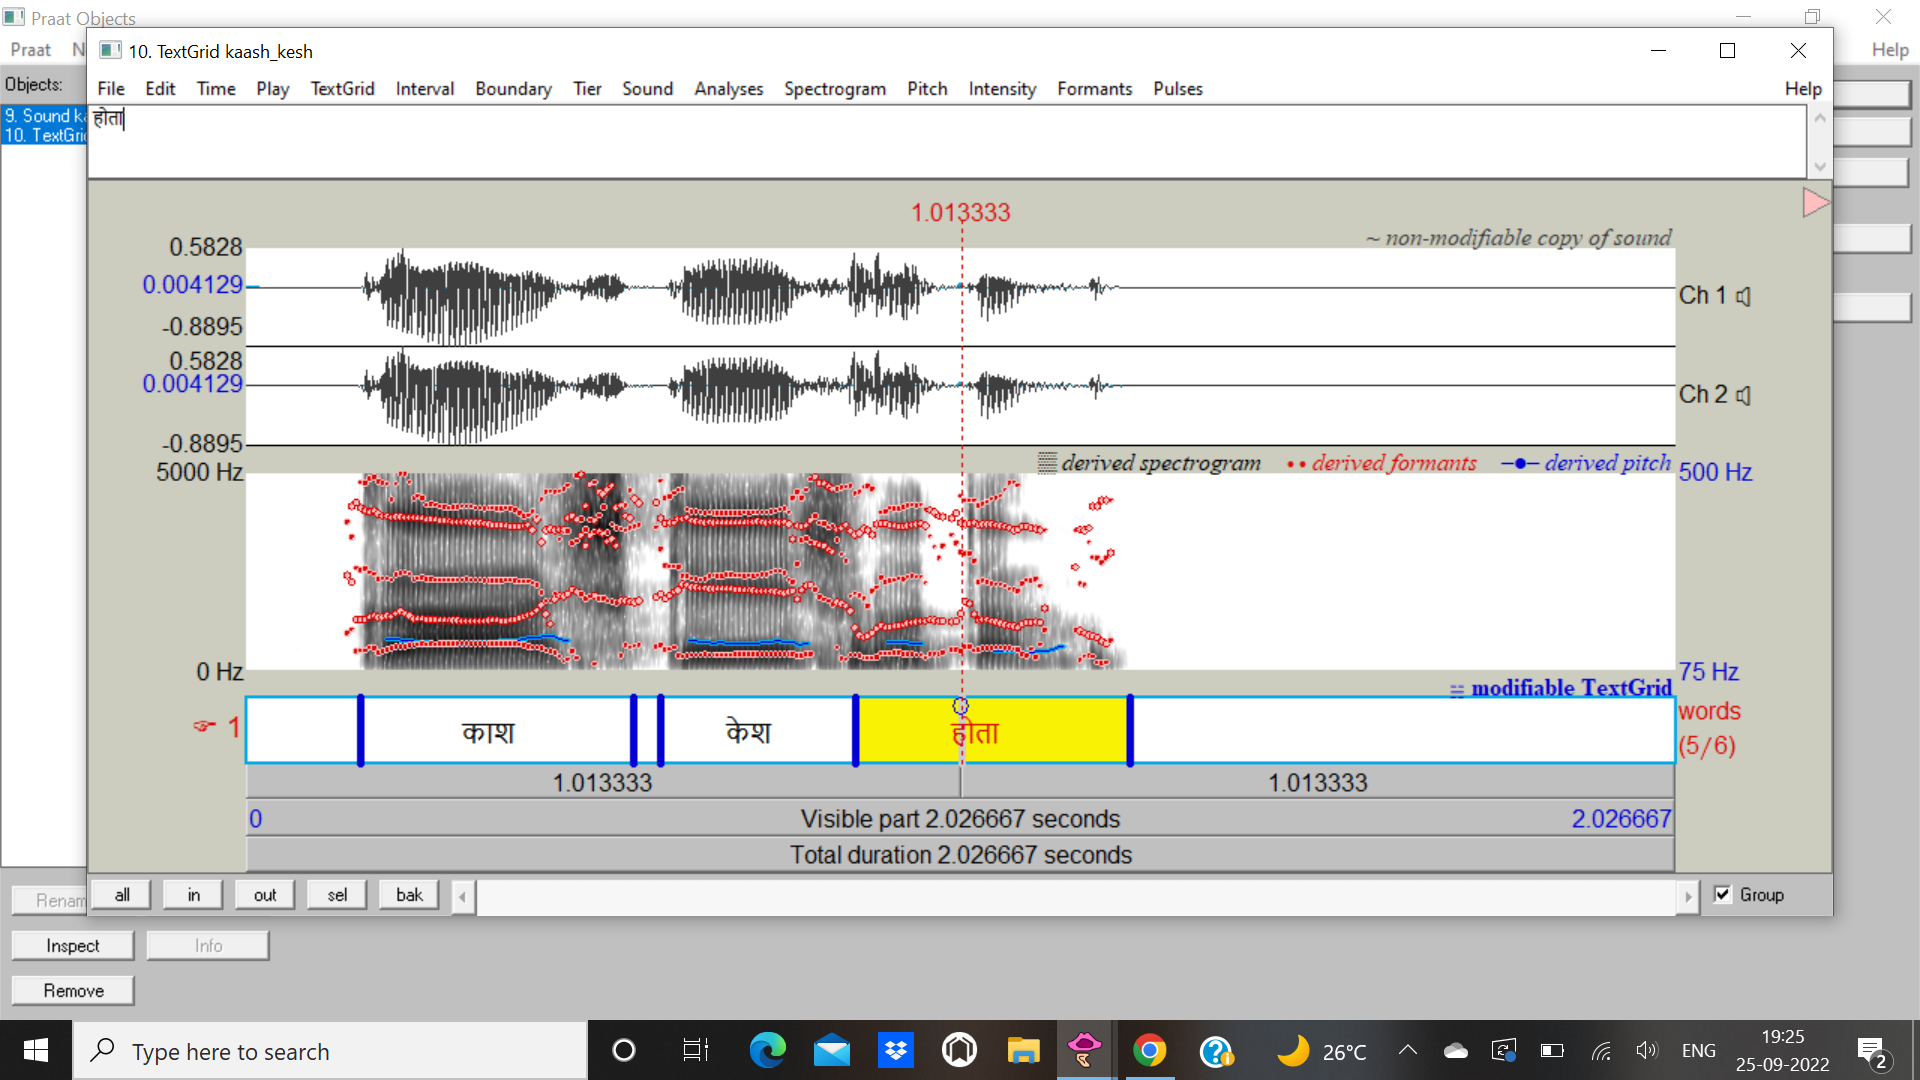 Praat Objects
Praat N Help
Objects:
9. Sound ka
10. TextGrid
10. TextGrid kaash_kesh
File Edit Time Play TextGrid Interval Boundary Tier Sound Analyses Spectrogram Pitch Intensity Formants Pulses Help
होता
1.013333
~ non-modifiable copy of sound
0.5828
0.004129
-0.8895
Ch 1
0.5828
0.004129
-0.8895
Ch 2
derived spectrogram derived formants derived pitch
5000 Hz 500 Hz
0 Hz 75 Hz
modifiable TextGrid
1 काश केश होता words
(5/6)
1.013333 1.013333
0 Visible part 2.026667 seconds 2.026667
Total duration 2.026667 seconds
all in out sel bak Group
Renam
Inspect Info
Remove
Type here to search
26°C ENG 19:25
25-09-2022
2